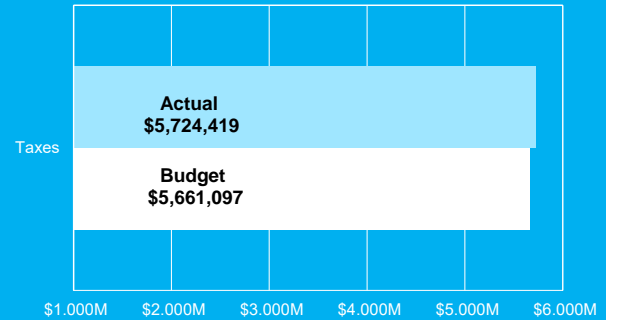 Actual
$5,724,419
Taxes
Budget
$5,661,097
$1.000M $2.000M $3.000M $4.000M $5.000M $6.000M